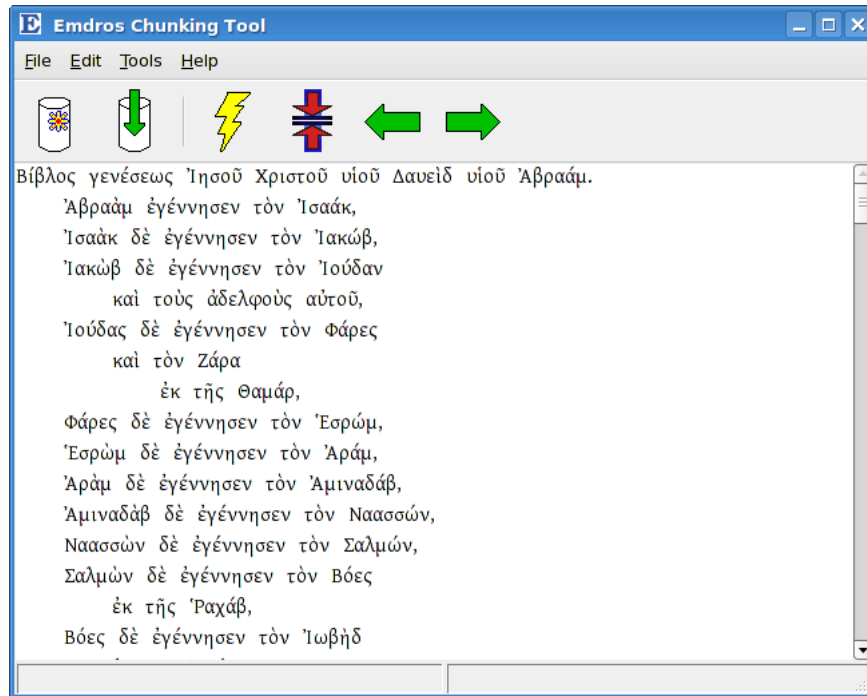 Emdros Chunking Tool
File Edit Tools Help
Βίβλος γενέσεως Ἰησοῦ Χριστοῦ υἱοῦ Δαυεὶδ υἱοῦ Ἀβραάμ.
Ἀβραὰμ ἐγέννησεν τὸν Ἰσαάκ,
Ἰσαὰκ δὲ ἐγέννησεν τὸν Ἰακώβ,
Ἰακὼβ δὲ ἐγέννησεν τὸν Ἰούδαν
καὶ τοὺς ἀδελφοὺς αὐτοῦ,
Ἰούδας δὲ ἐγέννησεν τὸν Φάρες
καὶ τὸν Ζάρα
ἐκ τῆς Θαμάρ,
Φάρες δὲ ἐγέννησεν τὸν Ἑσρώμ,
Ἑσρὼμ δὲ ἐγέννησεν τὸν Ἀράμ,
Ἀρὰμ δὲ ἐγέννησεν τὸν Ἀμιναδάβ,
Ἀμιναδὰβ δὲ ἐγέννησεν τὸν Ναασσών,
Ναασσὼν δὲ ἐγέννησεν τὸν Σαλμών,
Σαλμὼν δὲ ἐγέννησεν τὸν Βόες
ἐκ τῆς Ῥαχάβ,
Βόες δὲ ἐγέννησεν τὸν Ἰωβὴδ